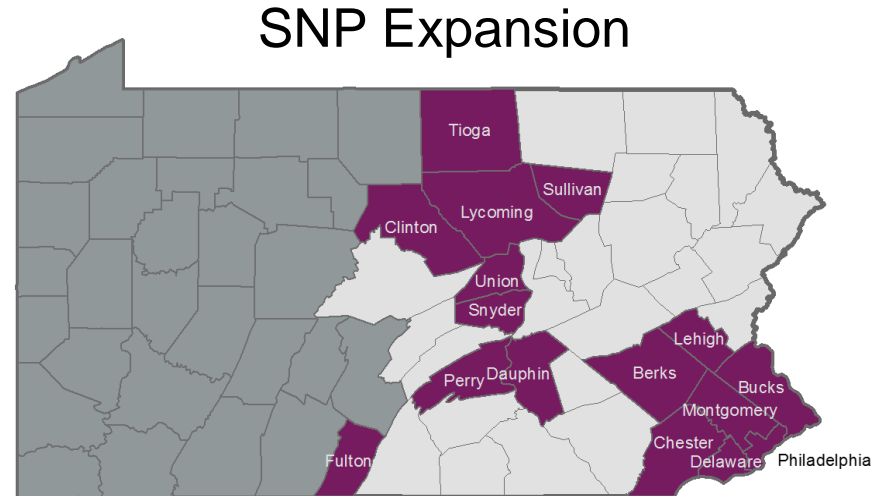 SNP Expansion
Tioga
Sullivan
Lycoming
Clinton
Union
Snyder
Lehigh
Perry
Dauphin
Berks
Bucks
Montgomery
Chester
Delaware
Philadelphia
Fulton